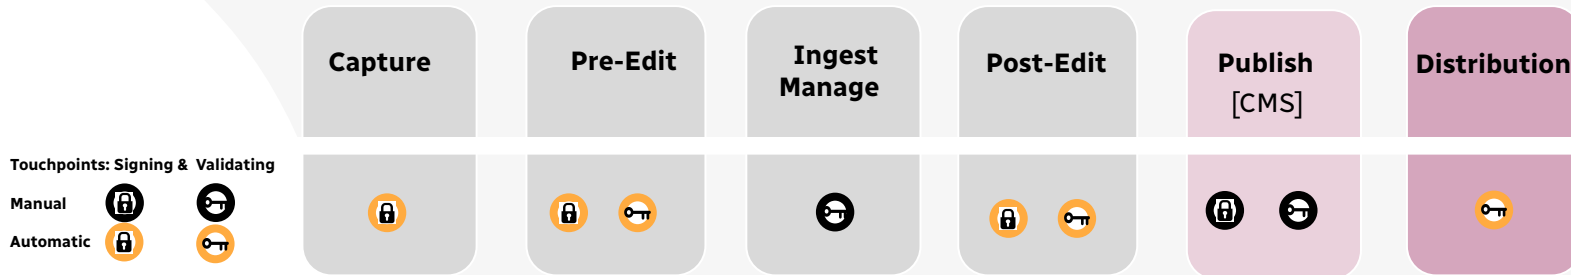 Capture
Pre-Edit
Ingest
Manage
Post-Edit
Publish
[CMS]
Distribution
Touchpoints: Signing & Validating
Manual
Automatic